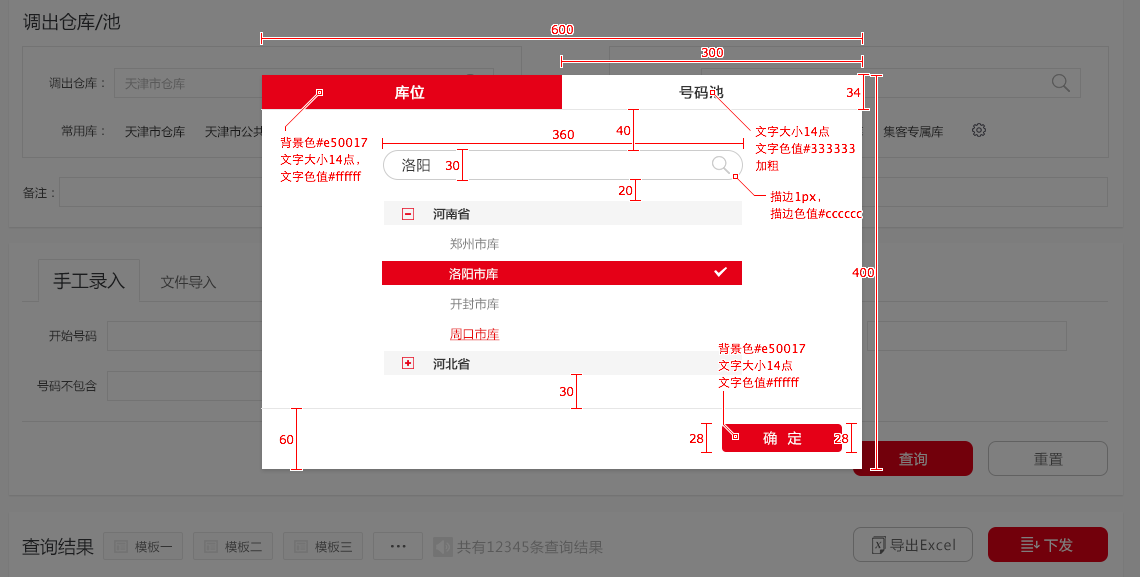 调出仓库/池
600
300
调出仓库：
天津市仓库
库位
号码池
34
常用库：
天津市仓库
天津市公共
集客专属库
背景色#e50017
文字大小14点，
文字色值#ffffff
360
40
文字大小14点
文字色值#333333
加粗
洛阳
30
20
描边1px，
描边色值#cccccc
备注：
河南省
郑州市库
洛阳市库
开封市库
周口市库
河北省
400
手工录入
文件导入
开始号码
号码不包含
背景色#e50017
文字大小14点
文字色值#ffffff
30
60
28
确 定
28
查询
重置
查询结果
模板一
模板二
模板三
...
共有12345条查询结果
导出Excel
下发